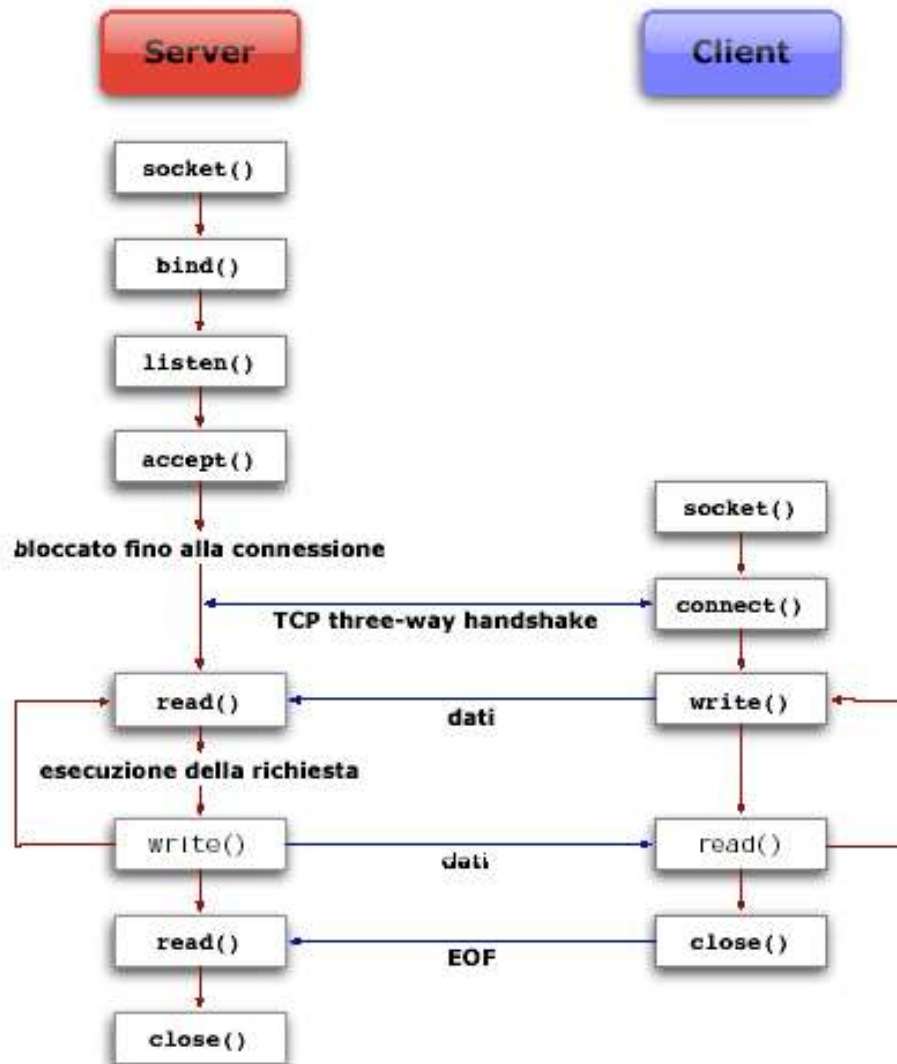 Server
Client
socket()
bind()
listen()
accept()
socket()
bloccato fino alla connessione
connect()
TCP three-way handshake
read()
write()
dati
esecuzione della richiesta
write()
read()
dati
read()
close()
EOF
close()